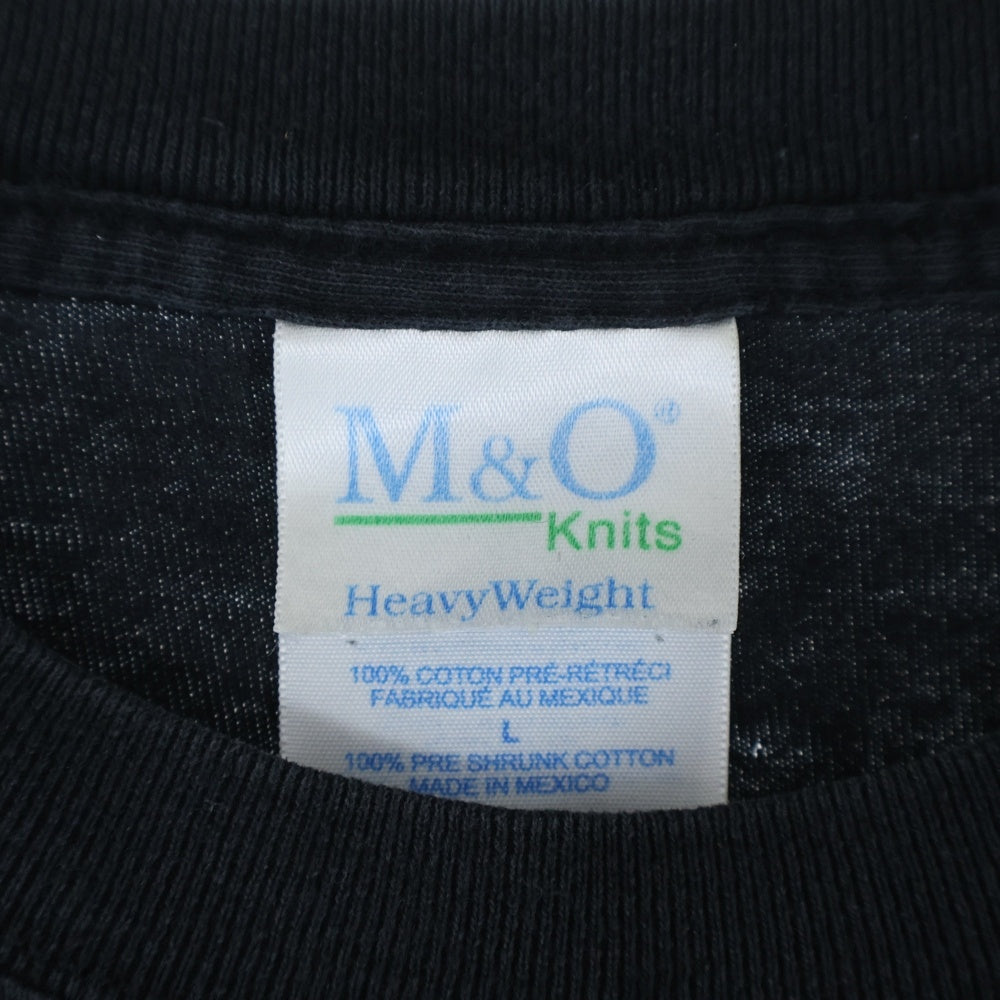 M&O®
Knits
HeavyWeight
100% COTON PRÉ-RÉTRÉCI
FABRIQUÉ AU MEXIQUE
L
100% PRE SHRUNK COTTON
MADE IN MEXICO